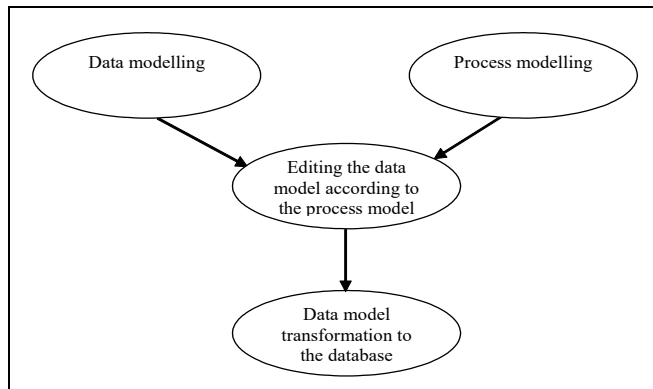 Data modelling
Process modelling
Editing the data
model according to
the process model
Data model
transformation to
the database